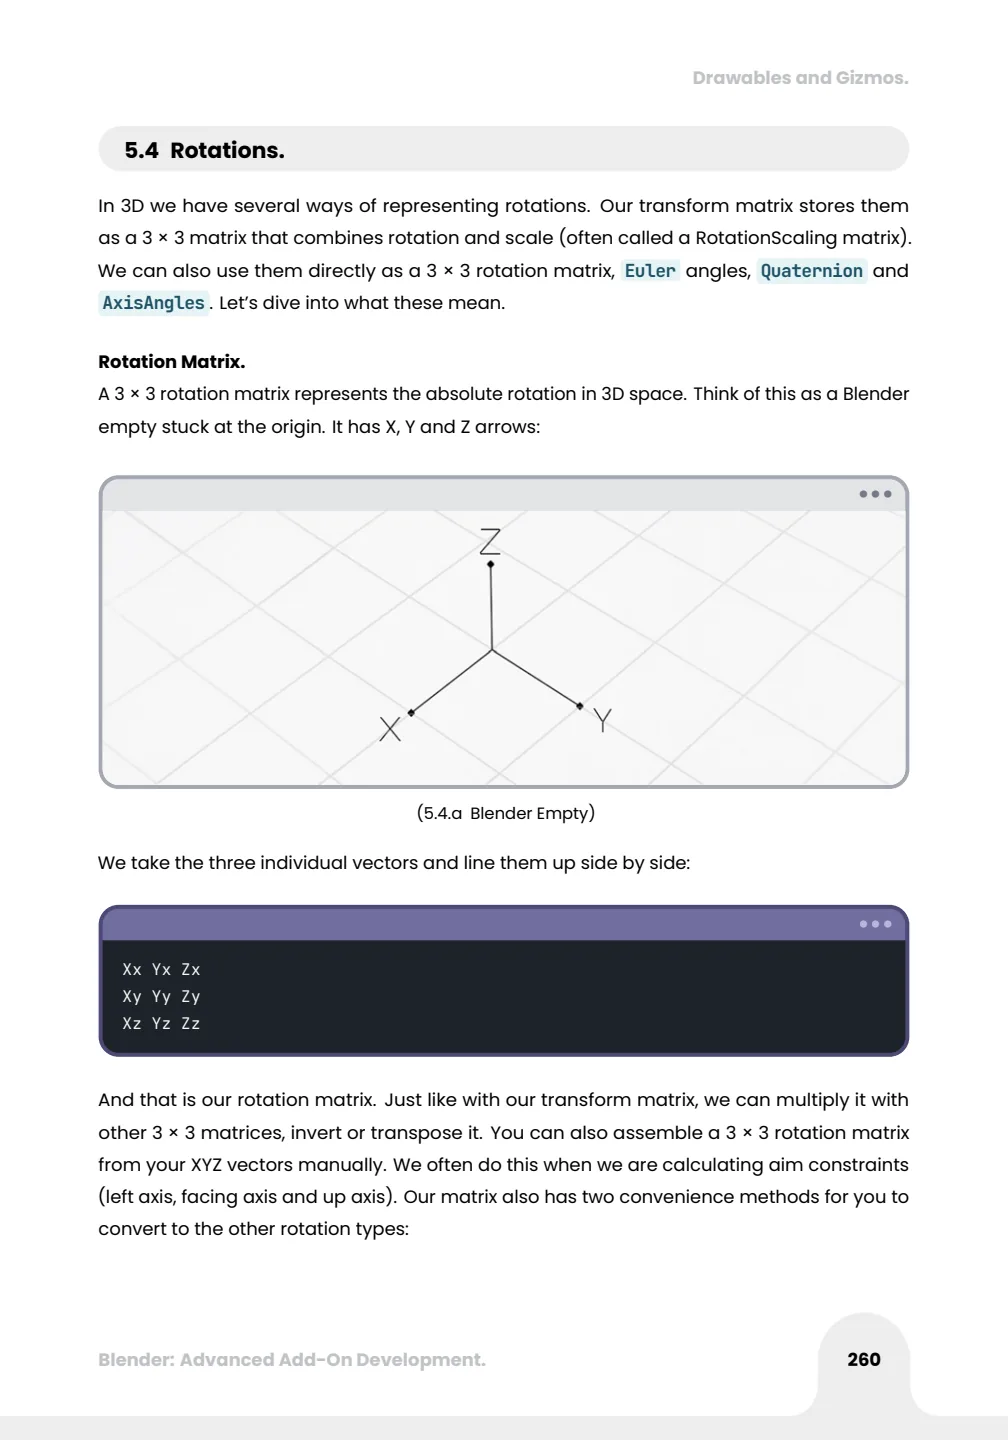 Drawables and Gizmos.
5.4 Rotations.
In 3D we have several ways of representing rotations. Our transform matrix stores them
as a 3 × 3 matrix that combines rotation and scale (often called a RotationScaling matrix).
We can also use them directly as a 3 × 3 rotation matrix, Euler angles, Quaternion and
AxisAngles. Let's dive into what these mean.
Rotation Matrix.
A 3 × 3 rotation matrix represents the absolute rotation in 3D space. Think of this as a Blender
empty stuck at the origin. It has X, Y and Z arrows:
Z
X
Y
(5.4.a Blender Empty)
We take the three individual vectors and line them up side by side:
Xx Yx Zx
Xy Yy Zy
Xz Yz Zz
And that is our rotation matrix. Just like with our transform matrix, we can multiply it with
other 3 × 3 matrices, invert or transpose it. You can also assemble a 3 × 3 rotation matrix
from your XYZ vectors manually. We often do this when we are calculating aim constraints
(left axis, facing axis and up axis). Our matrix also has two convenience methods for you to
convert to the other rotation types:
Blender: Advanced Add-On Development.
260